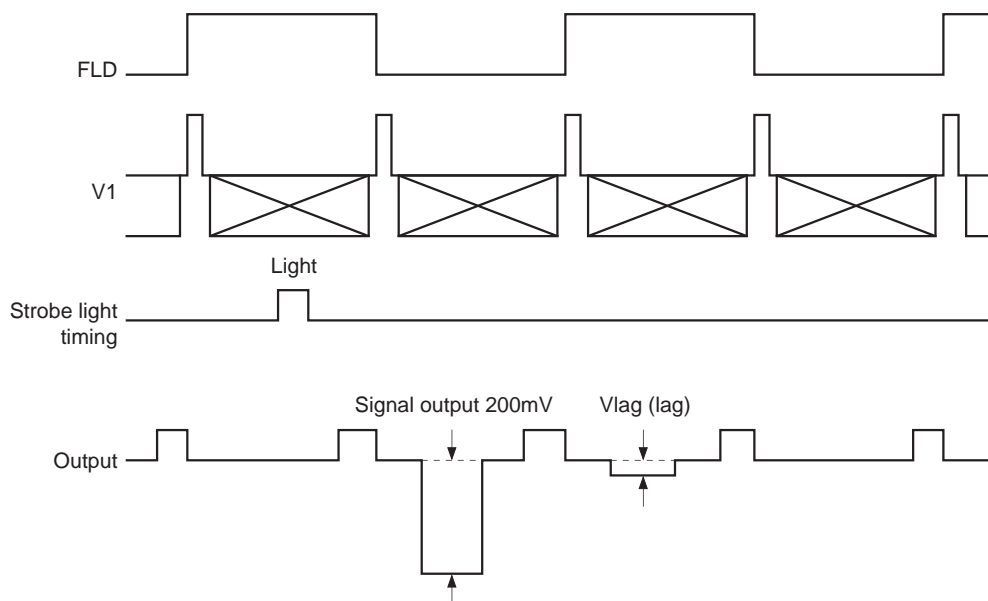 FLD
V1
Light
Strobe light
timing
Signal output 200mV
Vlag (lag)
Output